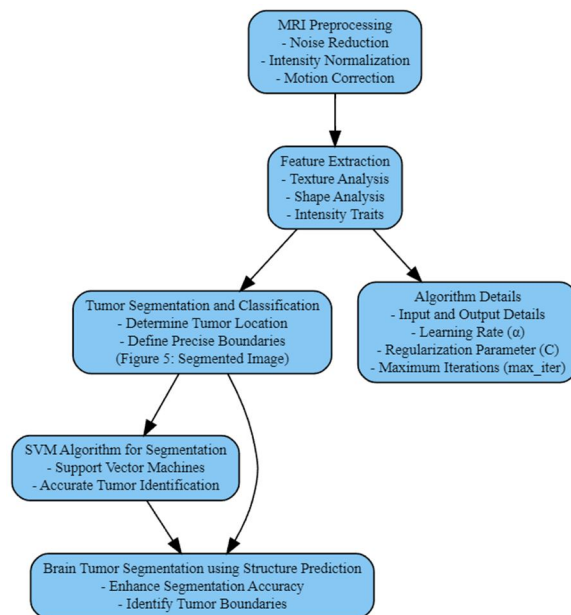 MRI Preprocessing
- Noise Reduction
- Intensity Normalization
- Motion Correction
Feature Extraction
- Texture Analysis
- Shape Analysis
- Intensity Traits
Tumor Segmentation and Classification
- Determine Tumor Location
- Define Precise Boundaries
(Figure 5: Segmented Image)
Algorithm Details
- Input and Output Details
- Learning Rate (α)
- Regularization Parameter (C)
- Maximum Iterations (max_iter)
SVM Algorithm for Segmentation
- Support Vector Machines
- Accurate Tumor Identification
Brain Tumor Segmentation using Structure Prediction
- Enhance Segmentation Accuracy
- Identify Tumor Boundaries